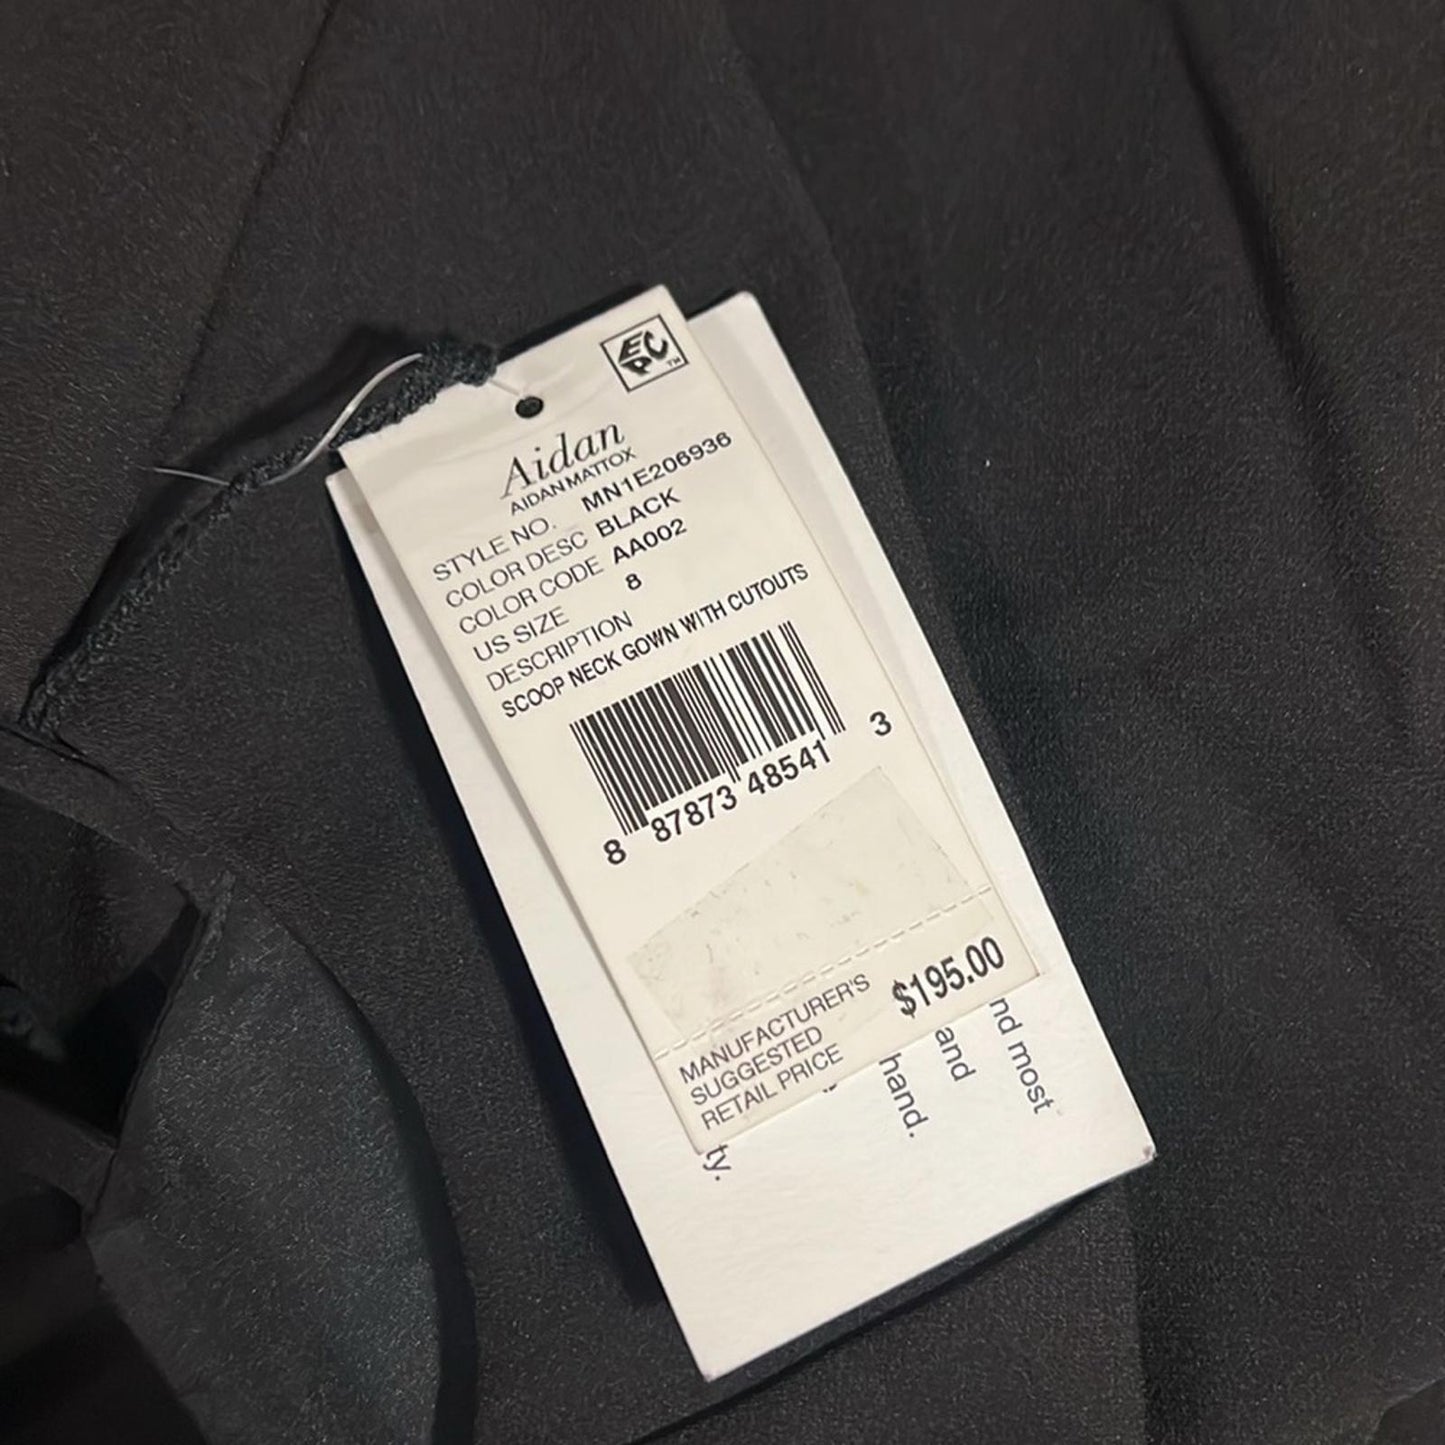 EPC™
Aidan
AIDAN MATTOX
STYLE NO. MN1E206936
COLOR DESC BLACK
COLOR CODE AA002
US SIZE 8
DESCRIPTION
SCOOP NECK GOWN WITH CUTOUTS
8 87873 48541 3
MANUFACTURER'S
SUGGESTED
RETAIL PRICE
$195.00
most
and
hand.